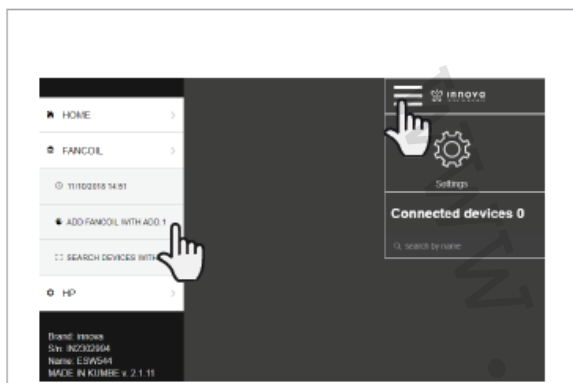 HOME
FANCOIL
11/10/2018 14:51
ADD FANCOIL WITH ADD.1
SEARCH DEVICES WITH
HP
Brand: innova
S/n: IN2302994
Name: ESW544
MADE IN KUMBE v. 2.1.11
innova
Settings
Connected devices 0
search by name